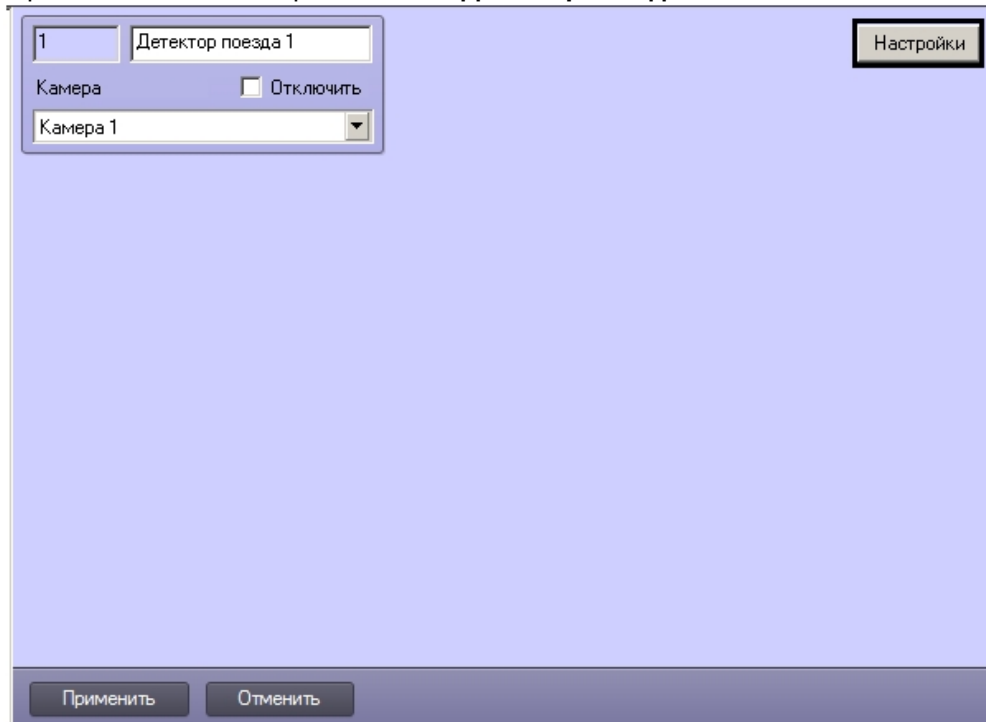 1 Детектор поезда 1
Настройки
Камера Отключить
Камера 1
Применить Отменить